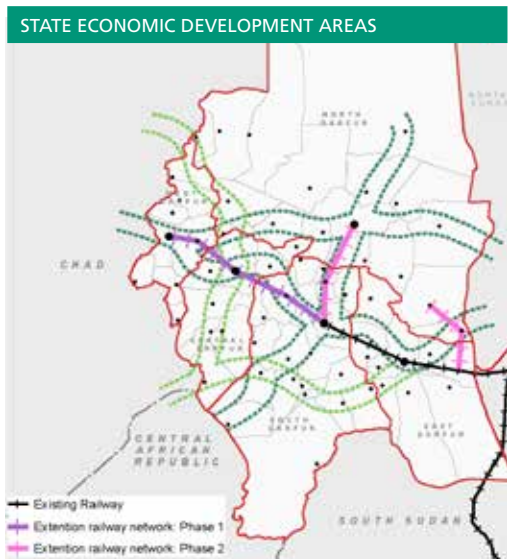 STATE ECONOMIC DEVELOPMENT AREAS
NORTH
DARFUR
CHAD
CENTRAL
DARFUR
SOUTH
DARFUR
EAST
DARFUR
CENTRAL
AFRICAN
REPUBLIC
SOUTH SUDAN
Existing Railway
Extention railway network: Phase 1
Extention railway network: Phase 2